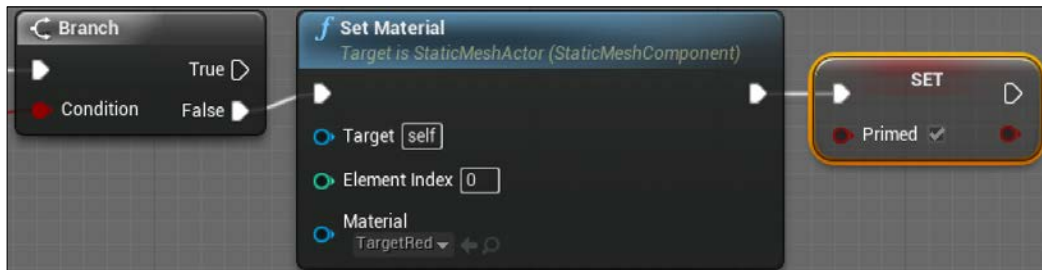 Branch
True
Condition
False
f Set Material
Target is StaticMeshActor (StaticMeshComponent)
Target self
Element Index 0
Material
TargetRed
SET
Primed